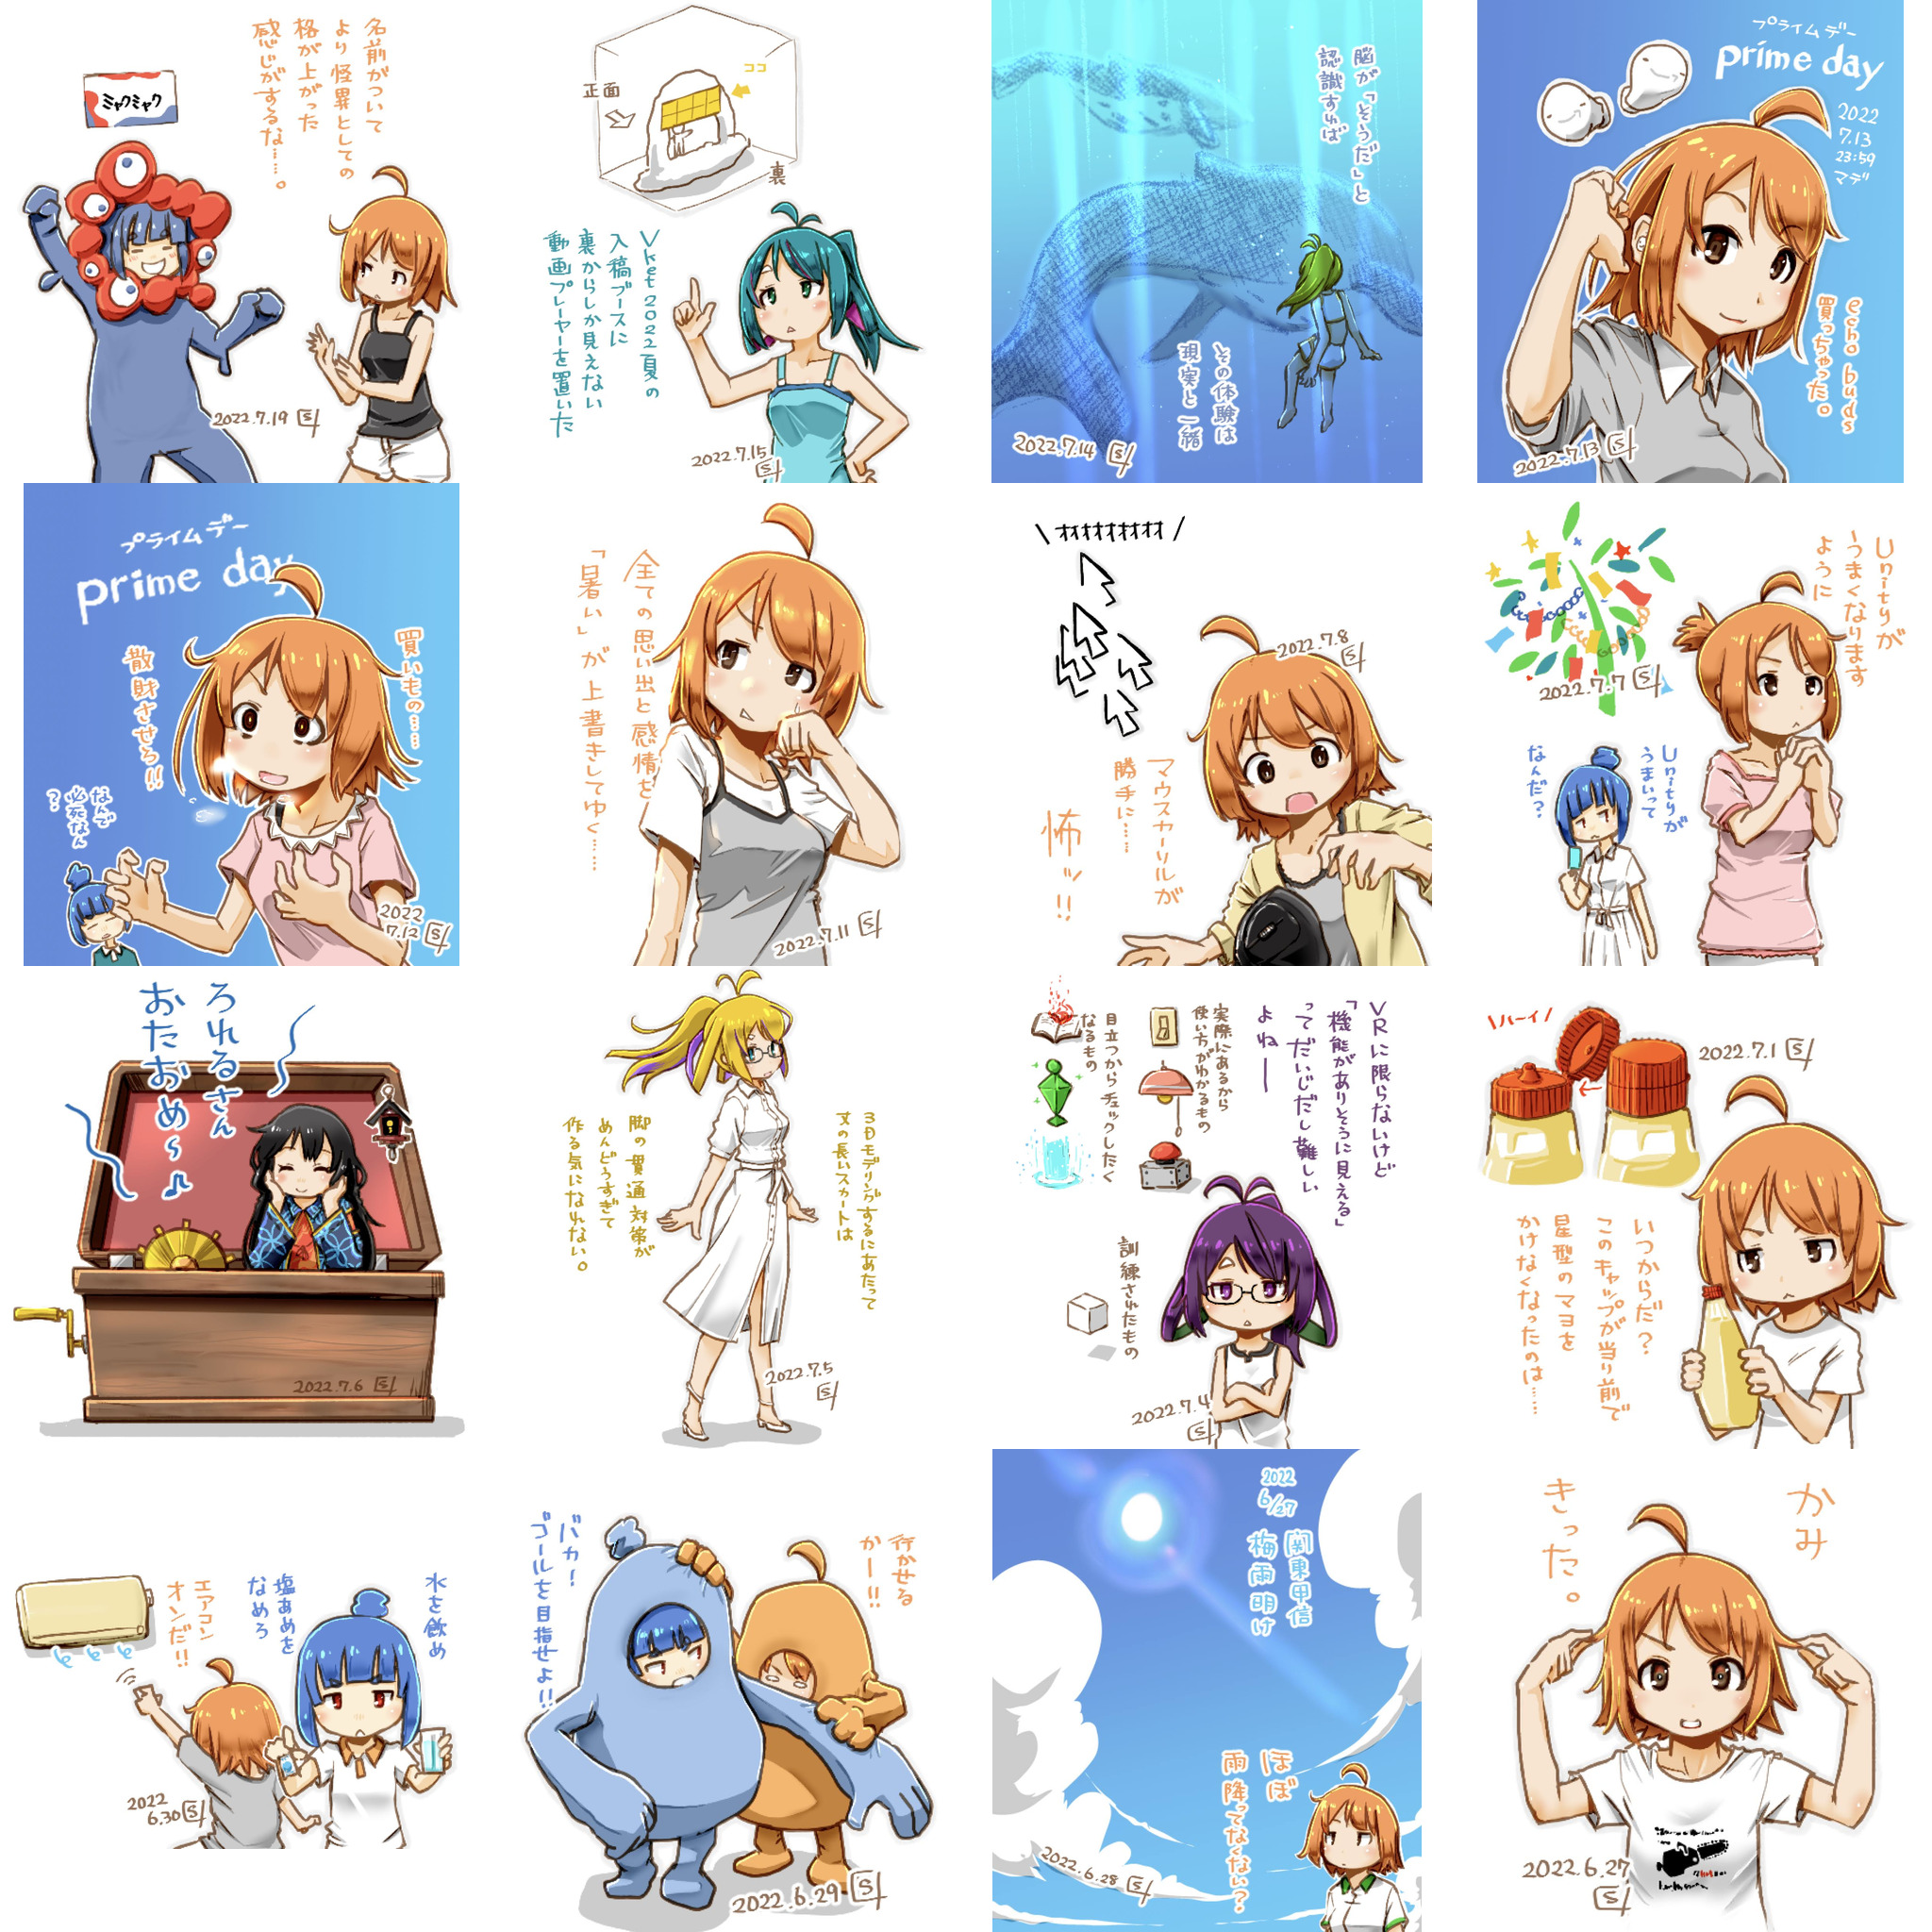 名前がついて
より怪異としての
格が上がった
感じがするな……。
ミャクミャク
2022.7.19
正面
ココ
裏
Vket2022夏の
入稿ブースに
裏からしか見えない
動画プレーヤーを置いた
2022.7.15
脳が「そうだ」と
認識すれば
その体験は
現実と一緒
2022.7.14
プライムデー
prime day
2022
7.13
23:59
マデ
echo buds
買っちゃった。
2022.7.13
プライムデー
prime day
買いもの……
散財させろ!!
なんで
必死なん
?
2022
7.12
全ての思い出と感情を
「暑い」が上書きしてゆく……
2022.7.11
\オオオオオオオオオ/
2022.7.8
マウスカーソルが
勝手に……
怖ッ!!
Unityが
うまくなります
ように
2022.7.7
Unityが
うまいって
なんだ?
ろれるさん
おたおめ〜♪
2022.7.6
3Dモデリングするにあたって
丈の長いスカートは
脚の貫通対策が
めんどうすぎて
作る気になれない。
2022.7.5
VRに限らないけど
「機能がありそうに見える」
ってだいじだし難しい
よねー
実際にあるから
使い方がわかるもの
目立つからチェックしたく
なるもの
訓練されたもの
2022.7.4
\ハーイ/
2022.7.1
いつからだ?
このキャップが当り前で
星型のマヨを
かけなくなったのは……
水を飲め
塩あめを
なめろ
エアコン
オンだ!!
2022
6.30
行かせる
かー!!
バカ!
ゴールを目指せよ!!
2022.6.29
2022
6/27
関東甲信
梅雨明け
ほぼ
雨降ってなくない?
2022.6.28
かみ
きった。
2022.6.27